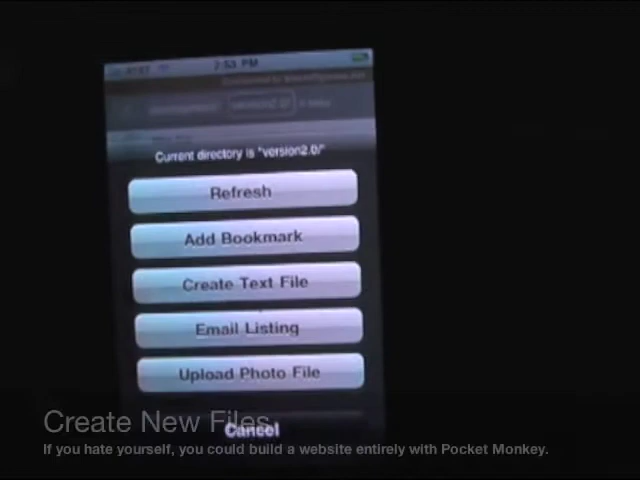 AT&T 2:53 PM
Current directory is "version2.0/"
Refresh
Add Bookmark
Create Text File
Email Listing
Upload Photo File
Cancel
Create New Files
If you hate yourself, you could build a website entirely with Pocket Monkey.